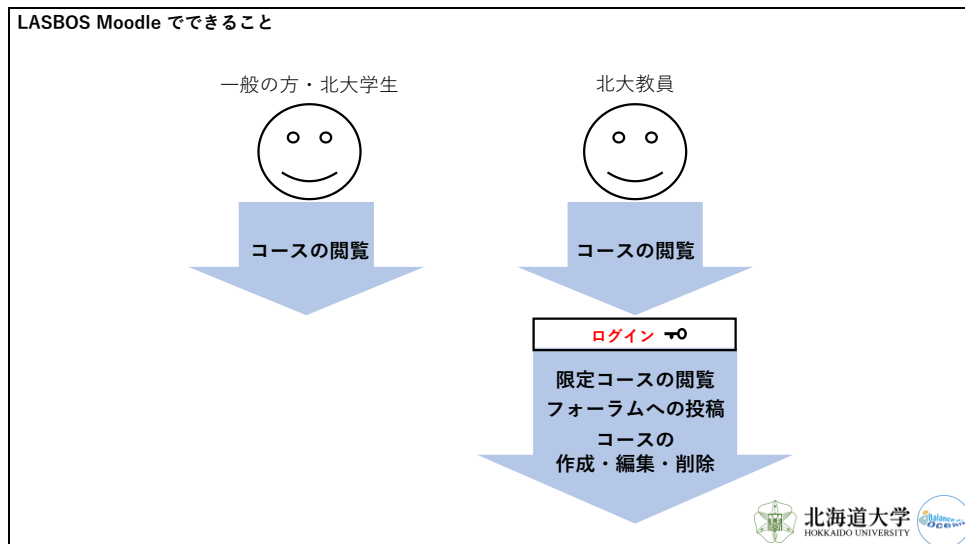 LASBOS Moodle でできること
一般の方・北大学生
北大教員
コースの閲覧
コースの閲覧
ログイン
限定コースの閲覧
フォーラムへの投稿
コースの
作成・編集・削除
北海道大学
HOKKAIDO UNIVERSITY
Balance of
Ocean